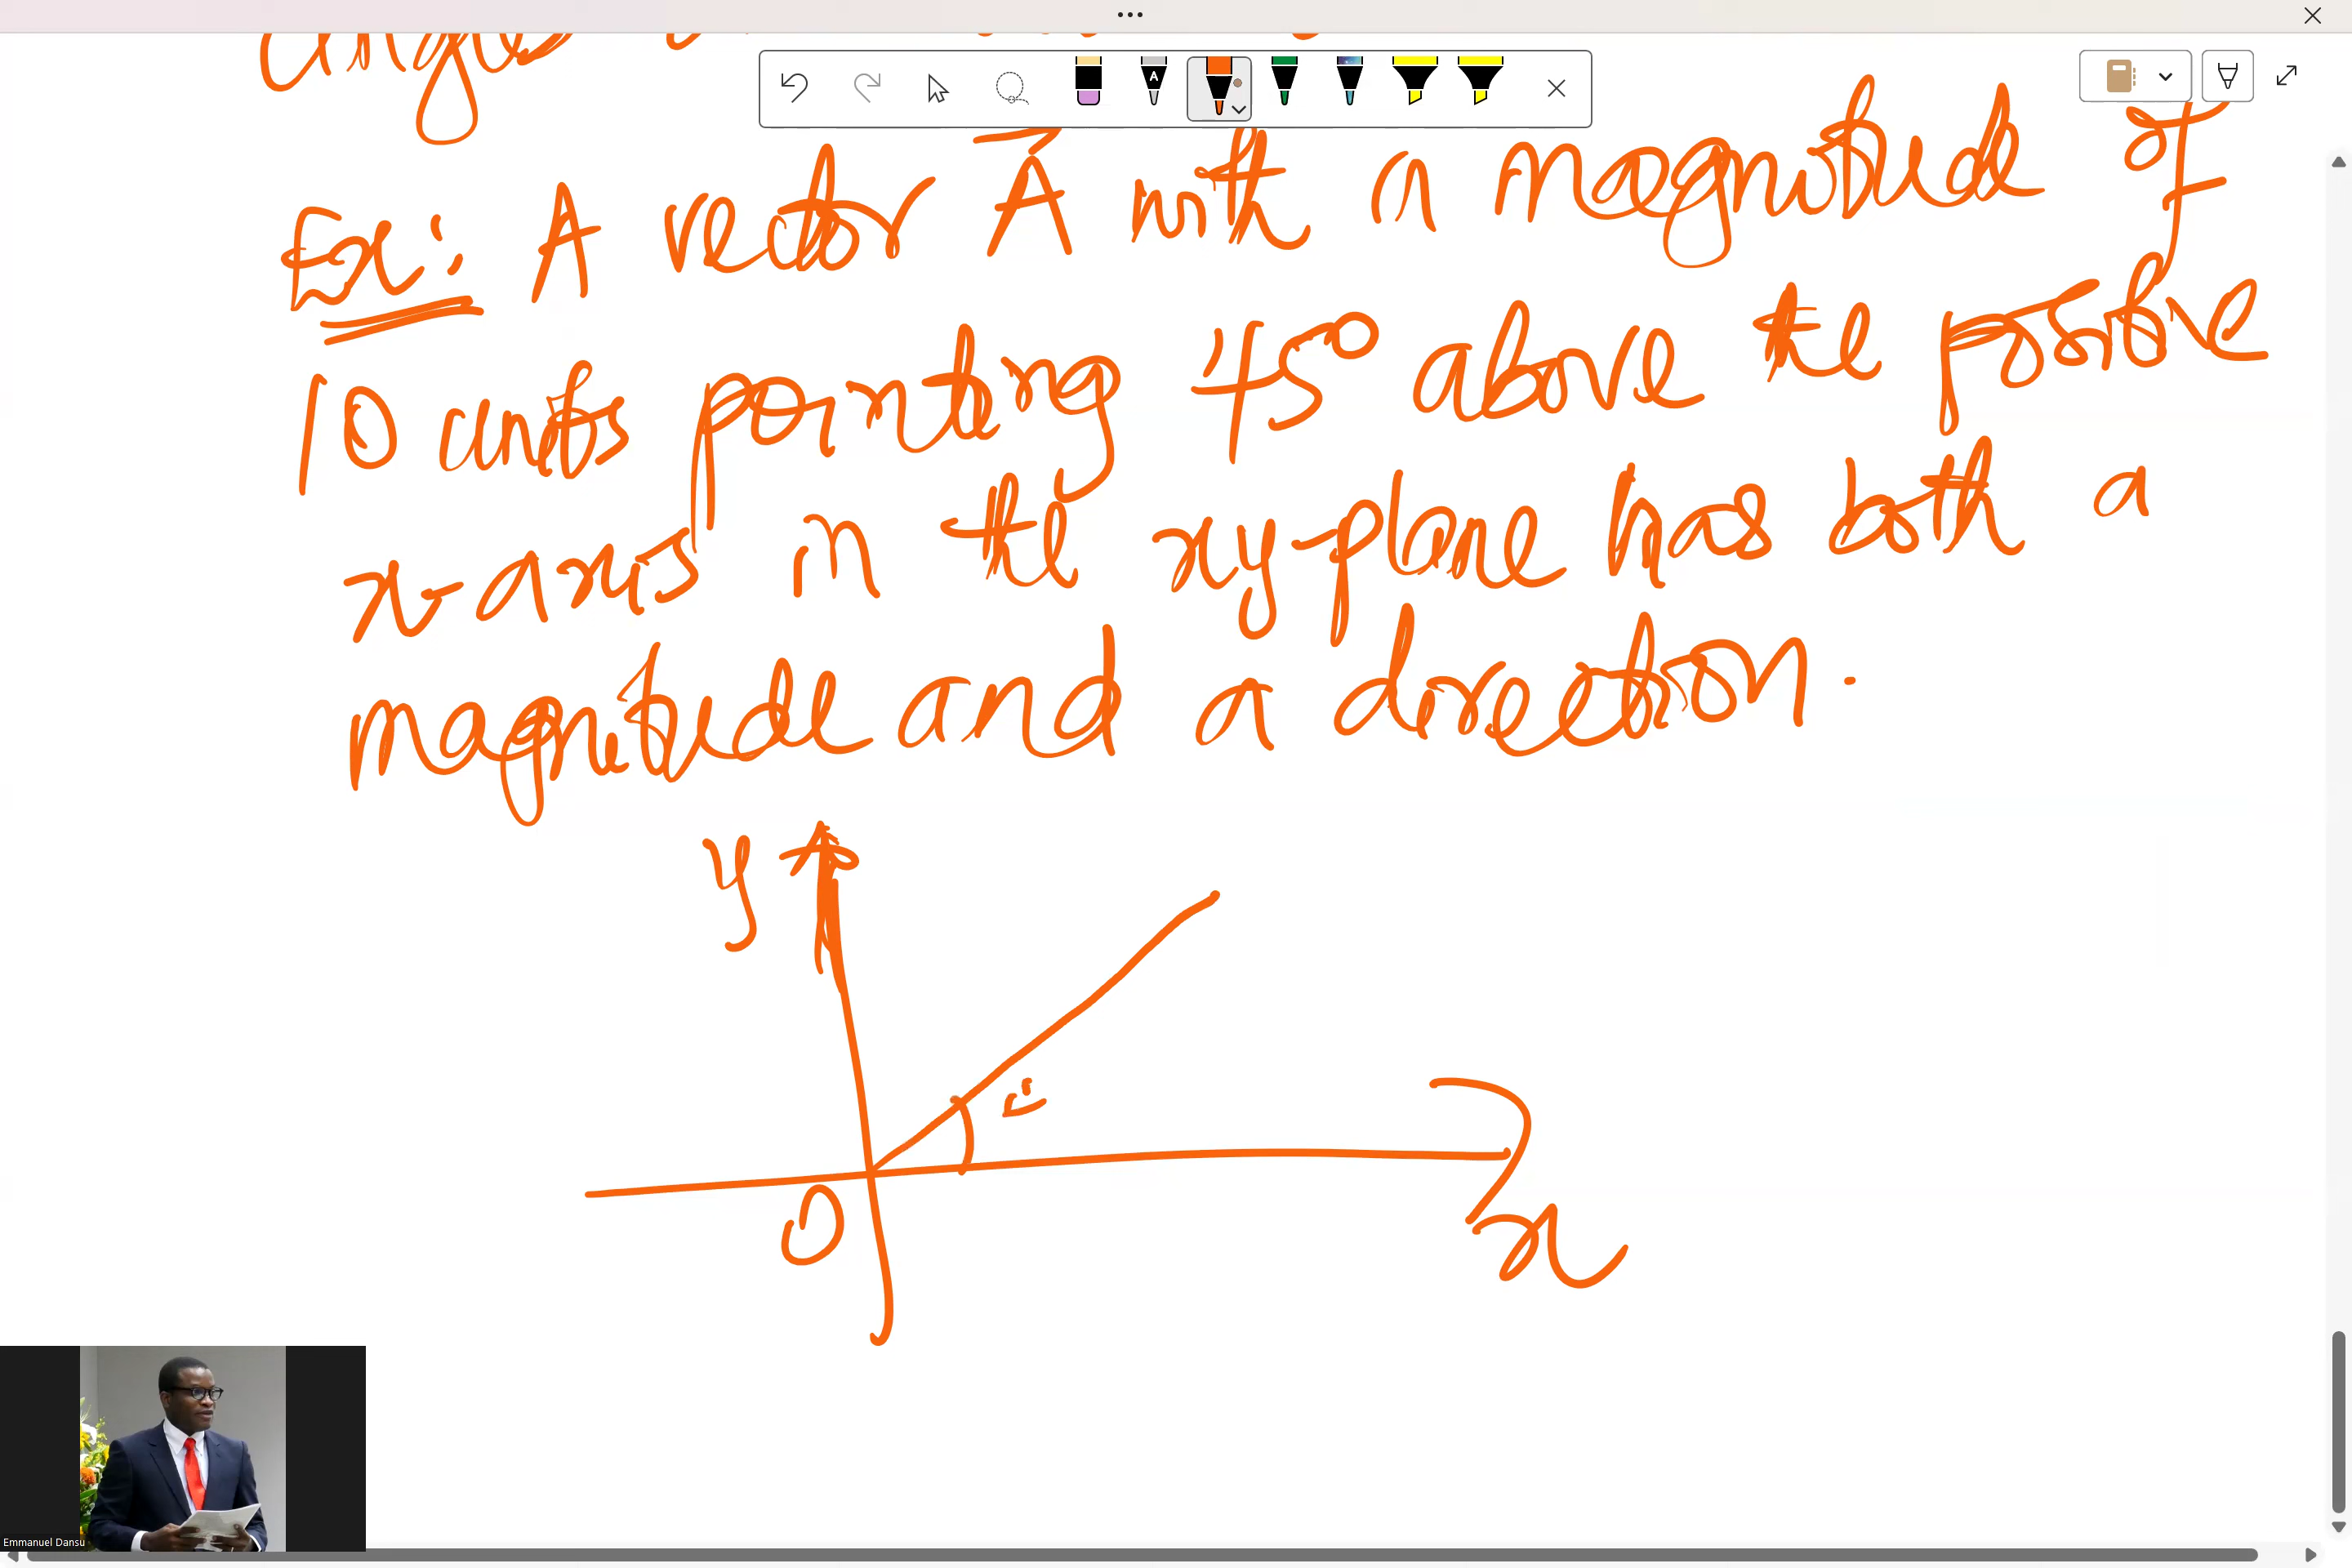 angles
Ex: A vector A with a magnitude of
10 units pointing 45° above the positive
x-axis in the xy-plane has both a
magnitude and a direction.
y
x
O
Emmanuel Dansu